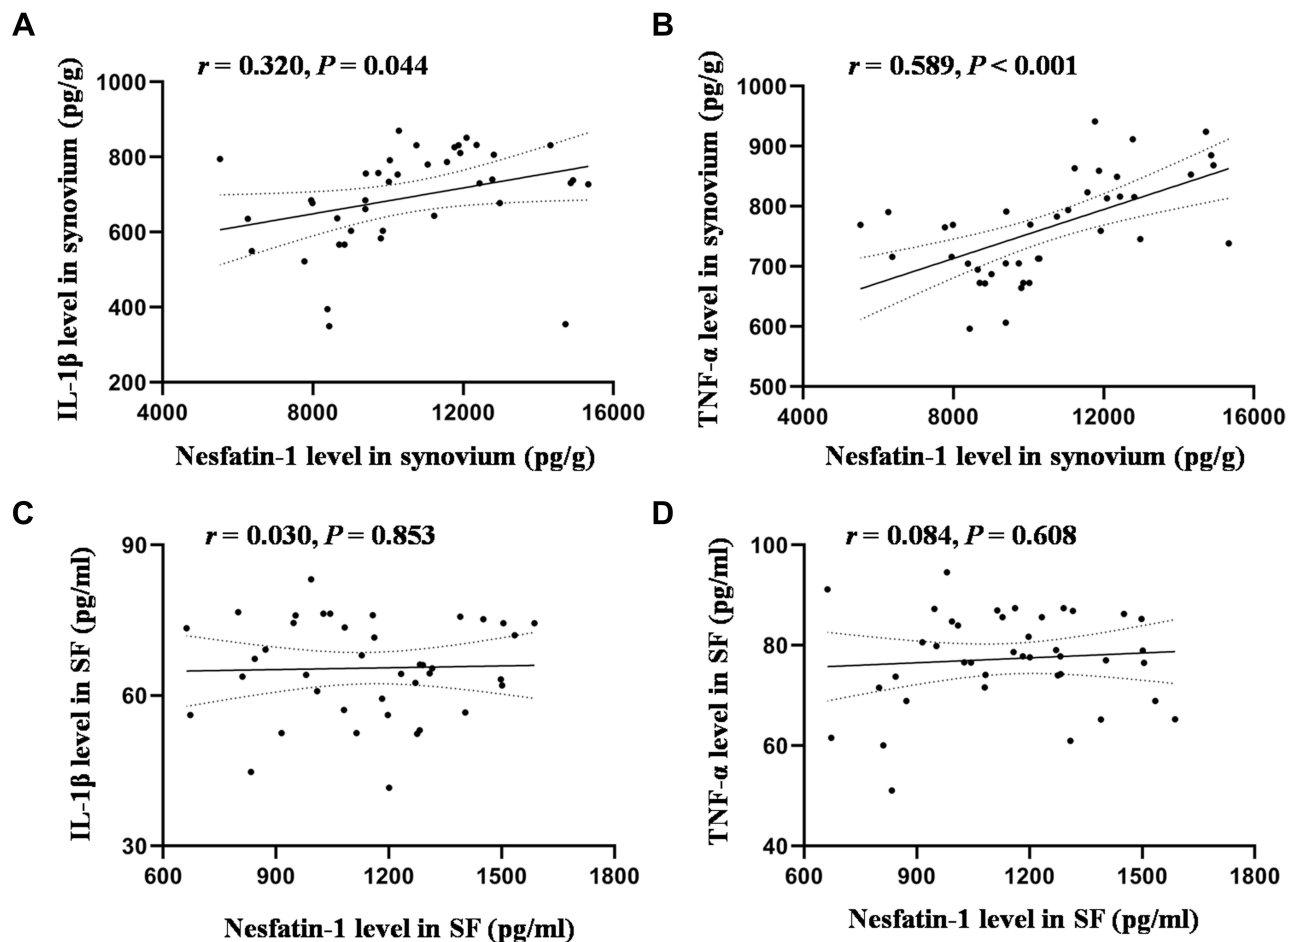 A
r = 0.320, P = 0.044
IL-1β level in synovium (pg/g)
1000
800
600
400
200
4000 8000 12000 16000
Nesfatin-1 level in synovium (pg/g)
B
r = 0.589, P < 0.001
TNF-α level in synovium (pg/g)
1000
900
800
700
600
500
4000 8000 12000 16000
Nesfatin-1 level in synovium (pg/g)
C
r = 0.030, P = 0.853
IL-1β level in SF (pg/ml)
90
60
30
600 900 1200 1500 1800
Nesfatin-1 level in SF (pg/ml)
D
r = 0.084, P = 0.608
TNF-α level in SF (pg/ml)
100
80
60
40
600 900 1200 1500 1800
Nesfatin-1 level in SF (pg/ml)